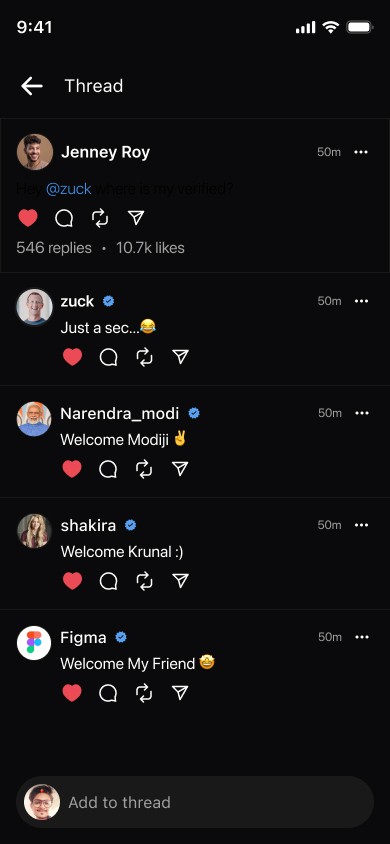 9:41
Thread
Jenney Roy
50m
Hey @zuck where is my verified?
546 replies • 10.7k likes
zuck
50m
Just a sec...😂
Narendra_modi
50m
Welcome Modiji ✌️
shakira
50m
Welcome Krunal :)
Figma
50m
Welcome My Friend 🤩
Add to thread